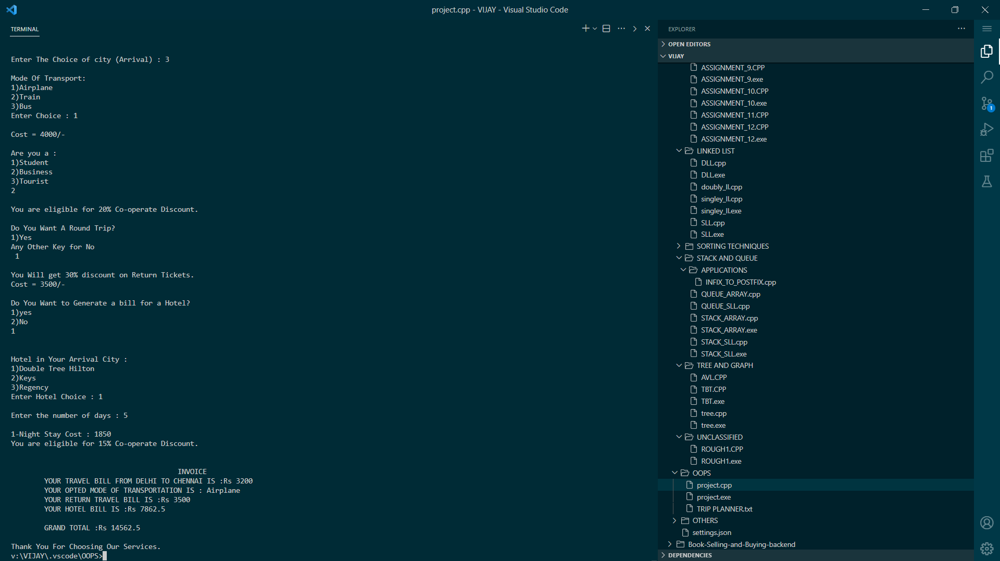 project.cpp - VIJAY - Visual Studio Code
TERMINAL
Enter The Choice of city (Arrival) : 3
Mode Of Transport:
1)Airplane
2)Train
3)Bus
Enter Choice : 1
Cost = 4000/-
Are you a :
1)Student
2)Business
3)Tourist
2
You are eligible for 20% Co-operate Discount.
Do You Want A Round Trip?
1)Yes
Any Other Key for No
1
You Will get 30% discount on Return Tickets.
Cost = 3500/-
Do You Want to Generate a bill for a Hotel?
1)yes
2)No
1
Hotel in Your Arrival City :
1)Double Tree Hilton
2)Keys
3)Regency
Enter Hotel Choice : 1
Enter the number of days : 5
1-Night Stay Cost : 1850
You are eligible for 15% Co-operate Discount.
INVOICE
YOUR TRAVEL BILL FROM DELHI TO CHENNAI IS :Rs 3200
YOUR OPTED MODE OF TRANSPORTATION IS : Airplane
YOUR RETURN TRAVEL BILL IS :Rs 3500
YOUR HOTEL BILL IS :Rs 7862.5
GRAND TOTAL :Rs 14562.5
Thank You For Choosing Our Services.
v:\VIJAY\.vscode\OOPS>
EXPLORER
OPEN EDITORS
VIJAY
ASSIGNMENT_9.CPP
ASSIGNMENT_9.exe
ASSIGNMENT_10.CPP
ASSIGNMENT_10.exe
ASSIGNMENT_11.CPP
ASSIGNMENT_12.CPP
ASSIGNMENT_12.exe
LINKED LIST
DLL.cpp
DLL.exe
doubly_ll.cpp
singley_ll.cpp
singley_ll.exe
SLL.cpp
SLL.exe
SORTING TECHNIQUES
STACK AND QUEUE
APPLICATIONS
INFIX_TO_POSTFIX.cpp
QUEUE_ARRAY.cpp
QUEUE_SLL.cpp
STACK_ARRAY.cpp
STACK_ARRAY.exe
STACK_SLL.cpp
STACK_SLL.exe
TREE AND GRAPH
AVL.CPP
TBT.CPP
TBT.exe
tree.cpp
tree.exe
UNCLASSIFIED
ROUGH1.CPP
ROUGH1.exe
OOPS
project.cpp
project.exe
TRIP PLANNER.txt
OTHERS
settings.json
Book-Selling-and-Buying-backend
DEPENDENCIES
1